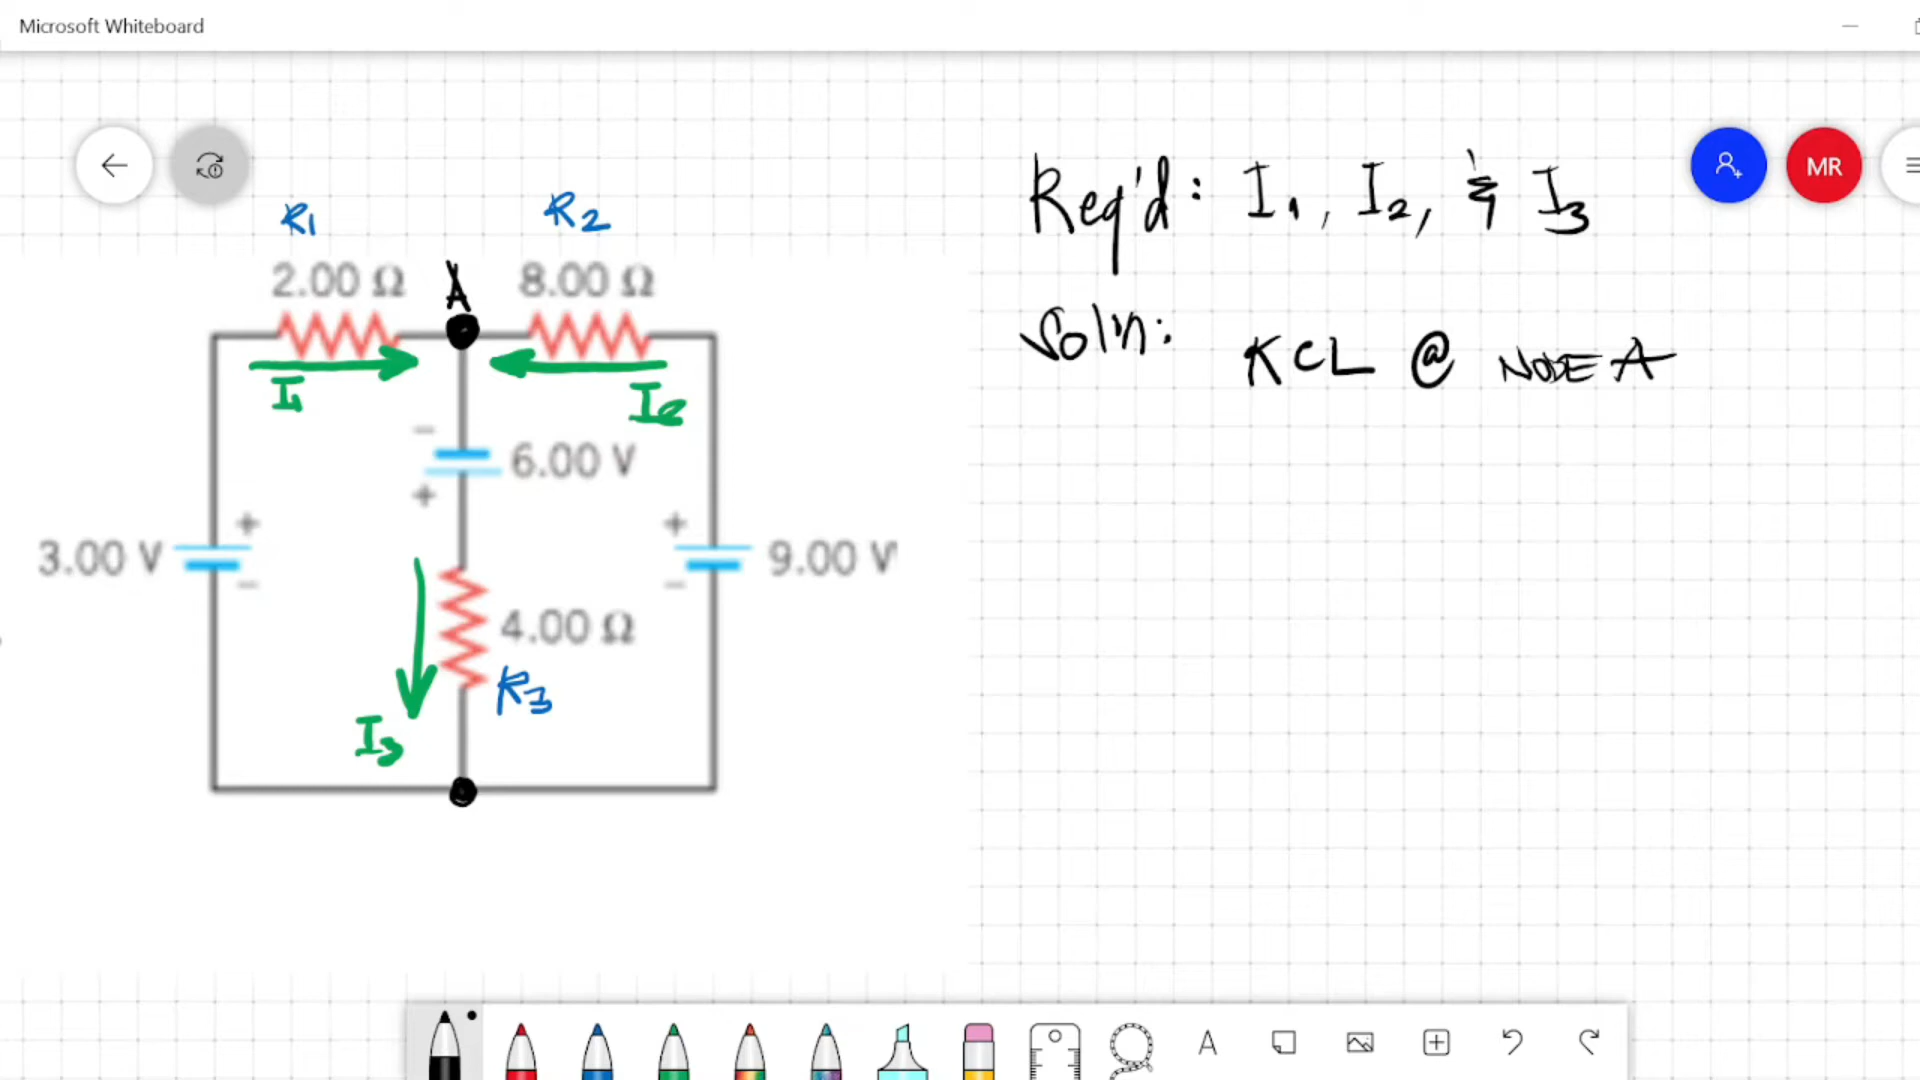 Microsoft Whiteboard
MR
R1
R2
2.00 Ω
A
8.00 Ω
I1
I2
−
6.00 V
+
3.00 V
+
−
+
−
9.00 V
4.00 Ω
R3
I3
Req'd: I1, I2, & I3
Sol'n:
KCL @ NODE A
A